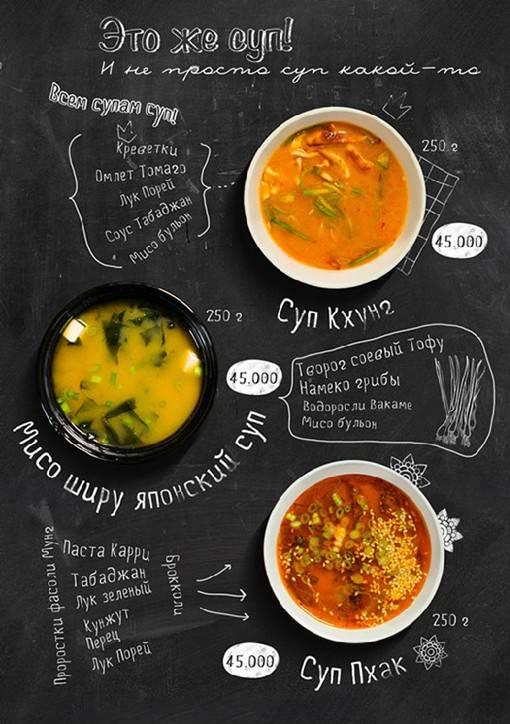 Это же суп!
И не просто суп какой-то
Всем супам суп!
Креветки
Омлет Томаго
Лук Порей
Соус Табаджан
Мисо бульон
250 г
45.000
Суп Кхунг
250 г
45.000
Мисо ширу японский суп
Творог соевый Тофу
Намеко грибы
Водоросли Вакаме
Мисо бульон
Проростки фасоли Мунг
Паста Карри
Табаджан
Лук зеленый
Кунжут
Перец
Лук Порей
Брокколи
250 г
45.000
Суп Пхак